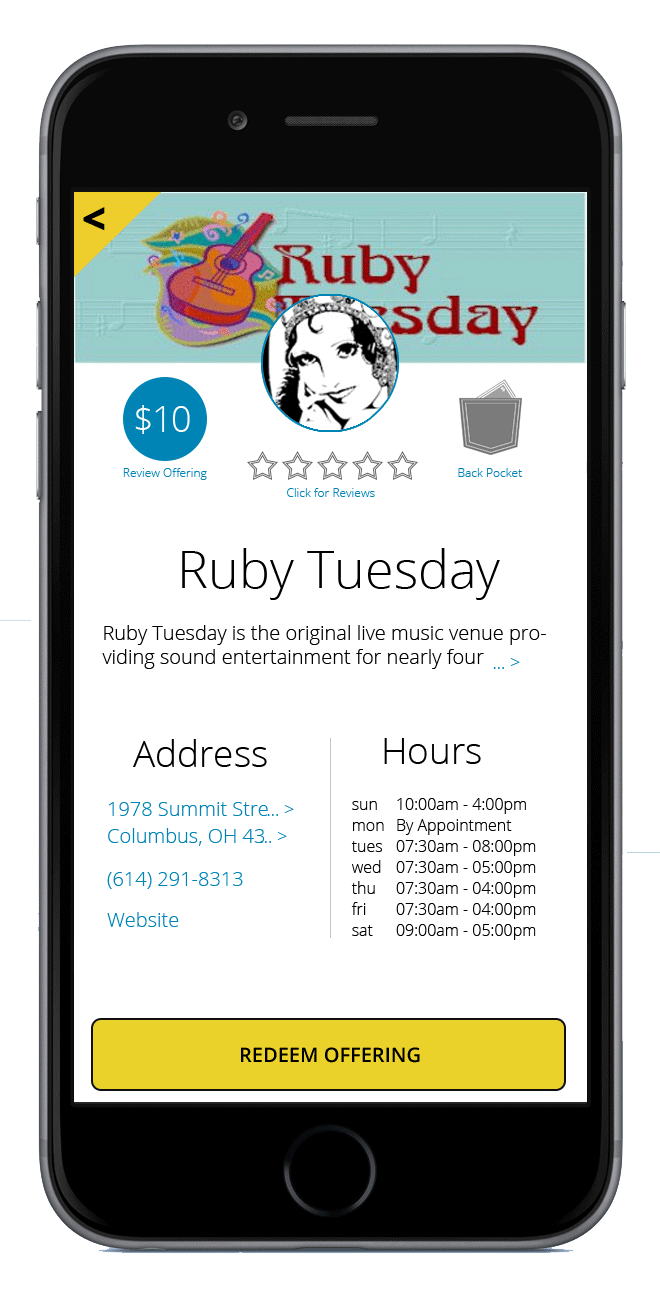 <
Ruby
Tuesday
$10
Review Offering
Click for Reviews
Back Pocket
Ruby Tuesday
Ruby Tuesday is the original live music venue pro-
viding sound entertainment for nearly four ... >
Address
1978 Summit Stre... >
Columbus, OH 43.. >
(614) 291-8313
Website
Hours
sun 10:00am - 4:00pm
mon By Appointment
tues 07:30am - 08:00pm
wed 07:30am - 05:00pm
thu 07:30am - 04:00pm
fri 07:30am - 04:00pm
sat 09:00am - 05:00pm
REDEEM OFFERING